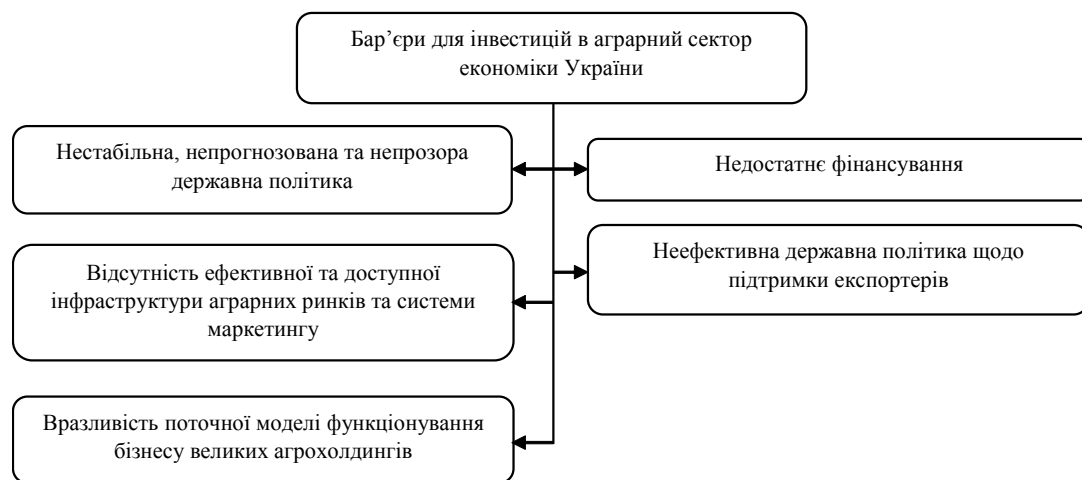 Бар’єри для інвестицій в аграрний сектор
економіки України
Нестабільна, непрогнозована та непрозора
державна політика
Недостатнє фінансування
Відсутність ефективної та доступної
інфраструктури аграрних ринків та системи
маркетингу
Неефективна державна політика щодо
підтримки експортерів
Вразливість поточної моделі функціонування
бізнесу великих агрохолдингів